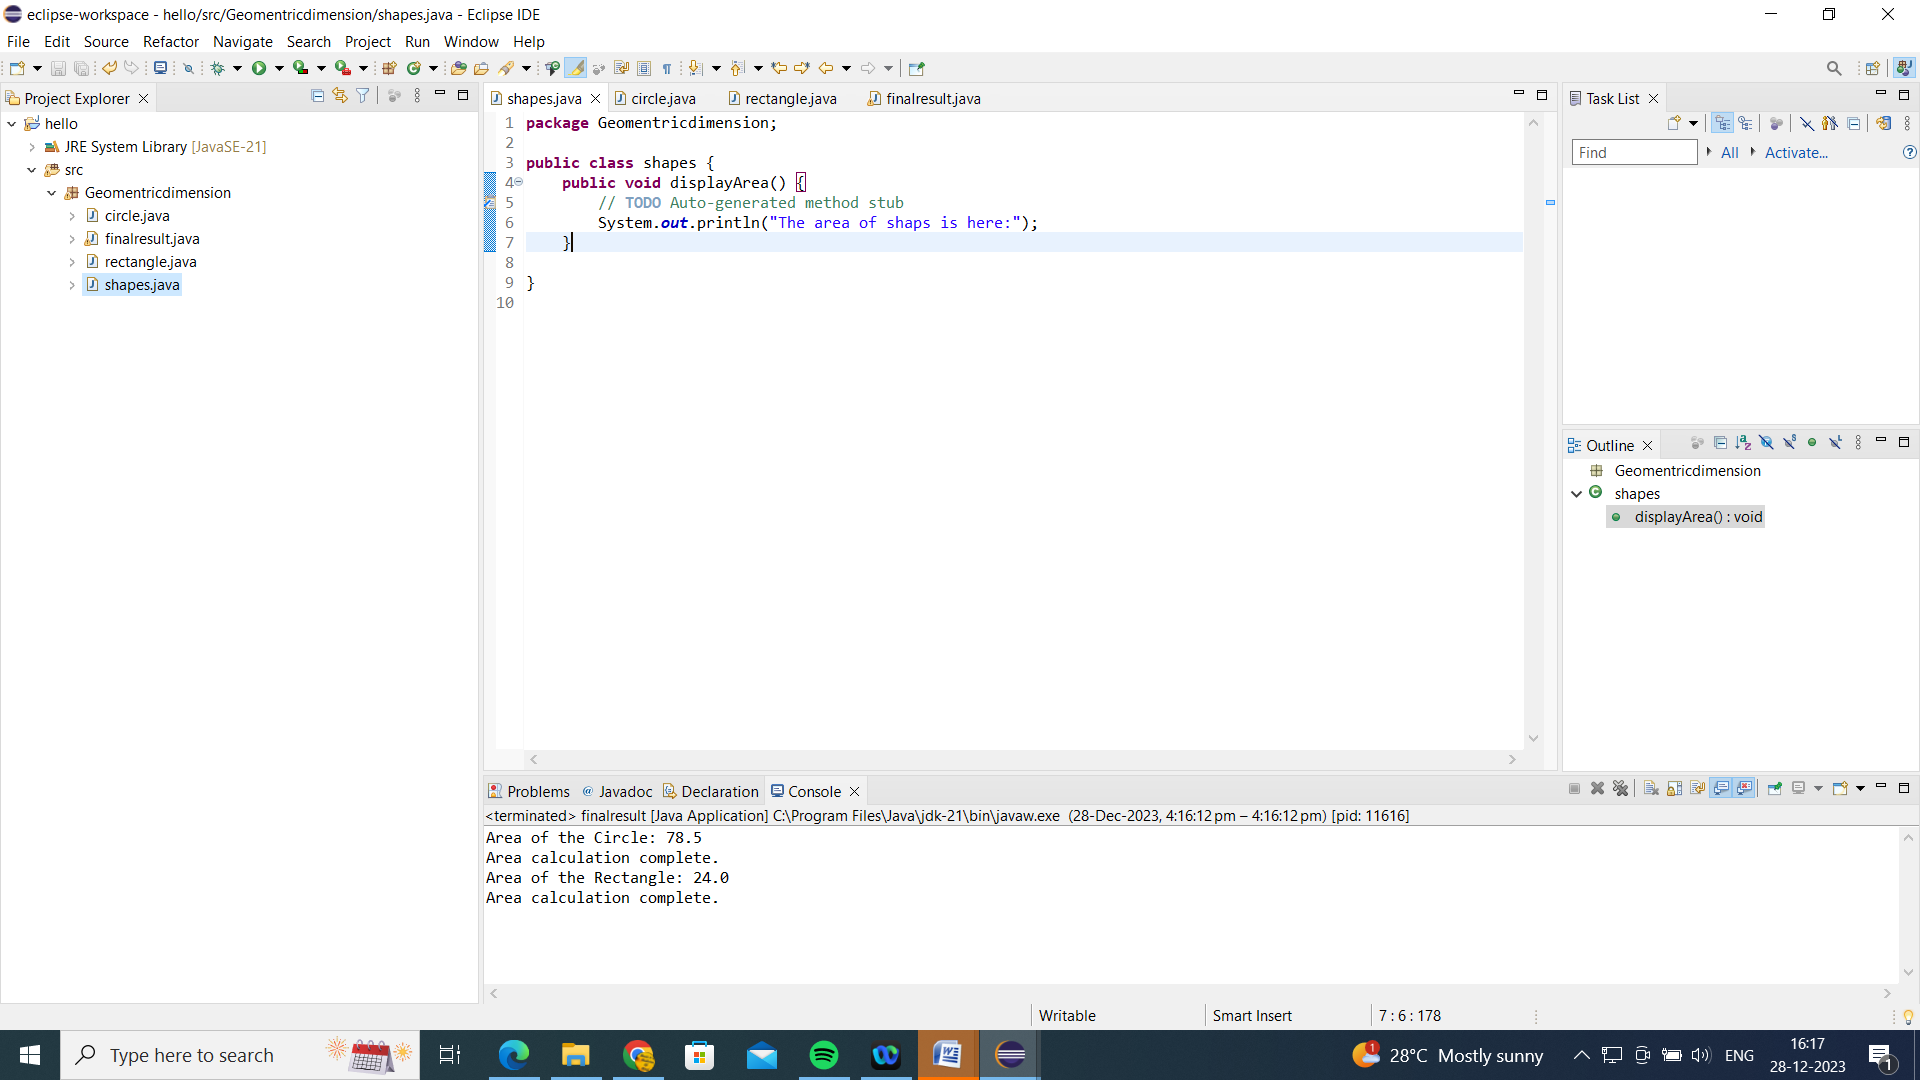 eclipse-workspace - hello/src/Geomentricdimension/shapes.java - Eclipse IDE
File Edit Source Refactor Navigate Search Project Run Window Help
Project Explorer
hello
JRE System Library [JavaSE-21]
src
Geomentricdimension
circle.java
finalresult.java
rectangle.java
shapes.java
shapes.java circle.java rectangle.java finalresult.java
1 package Geomentricdimension;
2
3 public class shapes {
4 public void displayArea() {
5 // TODO Auto-generated method stub
6 System.out.println("The area of shaps is here:");
7 }
8
9 }
10
Task List
Find All Activate...
Outline
Geomentricdimension
shapes
displayArea() : void
Problems @ Javadoc Declaration Console
<terminated> finalresult [Java Application] C:\Program Files\Java\jdk-21\bin\javaw.exe (28-Dec-2023, 4:16:12 pm – 4:16:12 pm) [pid: 11616]
Area of the Circle: 78.5
Area calculation complete.
Area of the Rectangle: 24.0
Area calculation complete.
Writable Smart Insert 7 : 6 : 178
Type here to search
1 28°C Mostly sunny ENG
16:17
28-12-2023
1